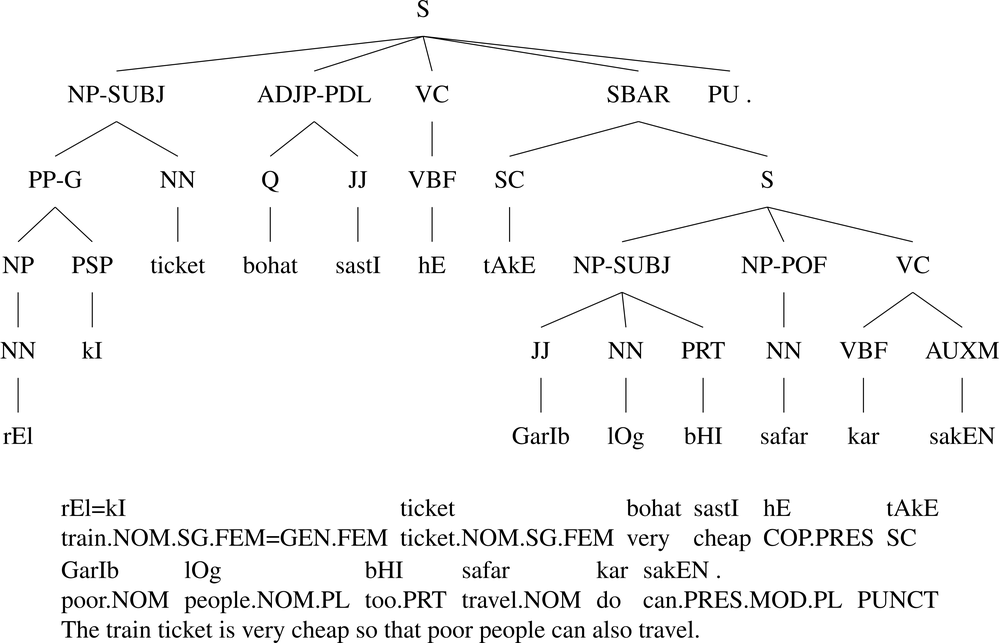 S
NP-SUBJ ADJP-PDL VC SBAR PU .
PP-G NN Q JJ VBF SC S
NP PSP ticket bohat sastI hE tAkE NP-SUBJ NP-POF VC
NN kI JJ NN PRT NN VBF AUXM
rEl GarIb lOg bHI safar kar sakEN
rEl=kI ticket bohat sastI hE tAkE
train.NOM.SG.FEM=GEN.FEM ticket.NOM.SG.FEM very cheap COP.PRES SC
GarIb lOg bHI safar kar sakEN .
poor.NOM people.NOM.PL too.PRT travel.NOM do can.PRES.MOD.PL PUNCT
The train ticket is very cheap so that poor people can also travel.